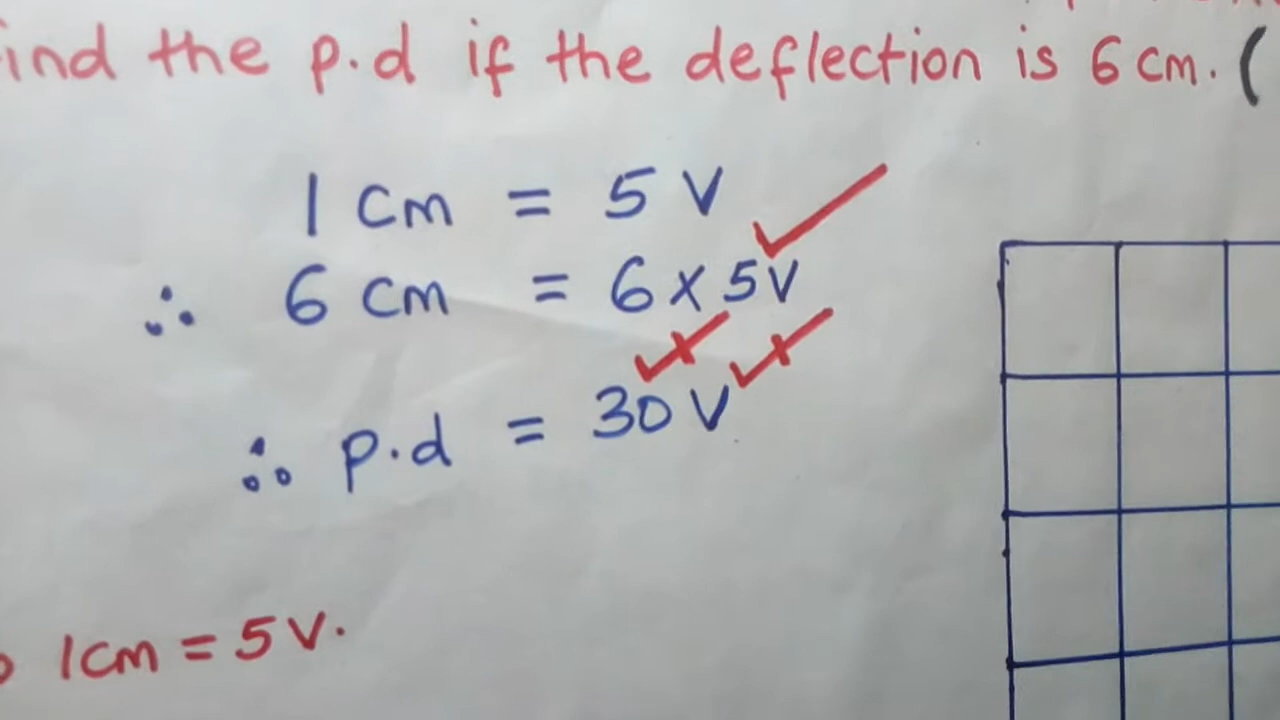 ind the p.d if the deflection is 6 cm. (
1 cm = 5 V
∴ 6 cm = 6 x 5V
∴ p.d = 30 V
1cm = 5 V.